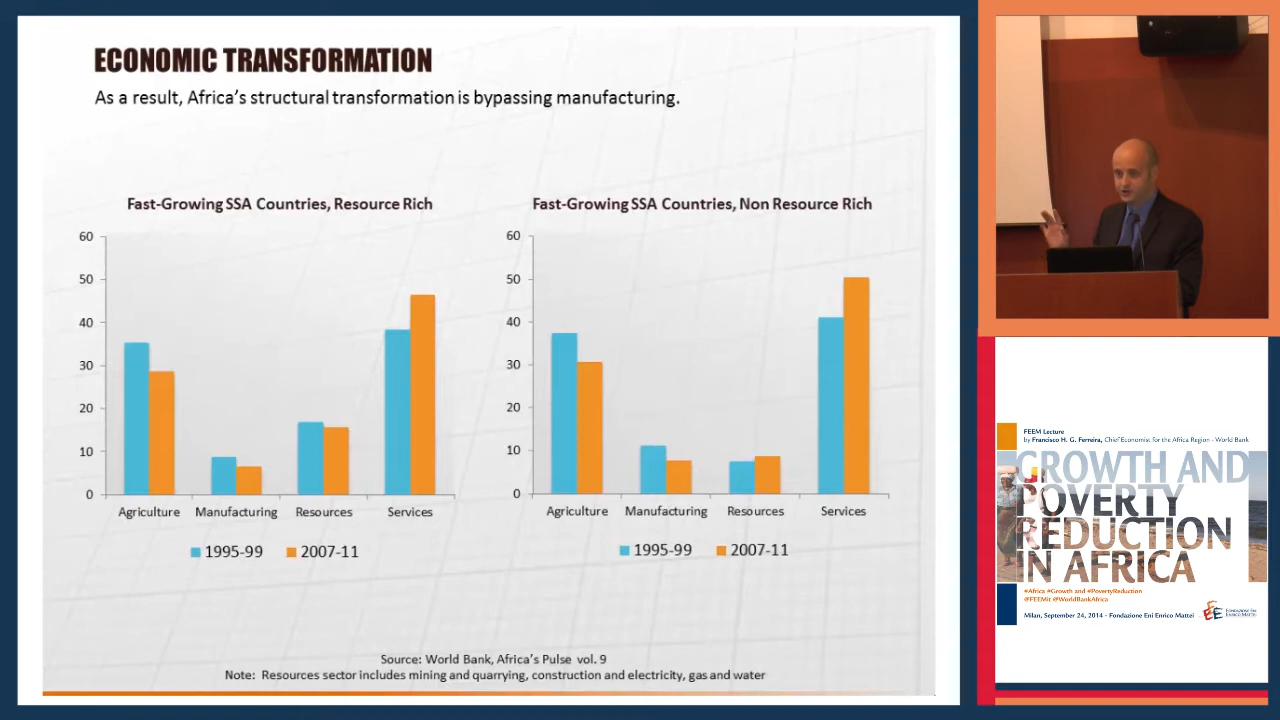 ECONOMIC TRANSFORMATION
As a result, Africa's structural transformation is bypassing manufacturing.
Fast-Growing SSA Countries, Resource Rich
60
50
40
30
20
10
0
Agriculture Manufacturing Resources Services
1995-99 2007-11
Fast-Growing SSA Countries, Non Resource Rich
60
50
40
30
20
10
0
Agriculture Manufacturing Resources Services
1995-99 2007-11
Source: World Bank, Africa's Pulse vol. 9
Note: Resources sector includes mining and quarrying, construction and electricity, gas and water
FEEM Lecture
by Francisco H. G. Ferreira, Chief Economist for the Africa Region - World Bank
GROWTH AND
POVERTY
REDUCTION
IN AFRICA
#Africa #Growth and #PovertyReduction
@FEEMit @WorldBankAfrica
Milan, September 24, 2014 - Fondazione Eni Enrico Mattei
FONDAZIONE ENI
ENRICO MATTEI